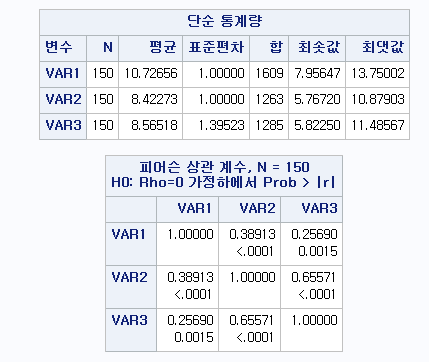 단순 통계량
변수 N 평균 표준편차 합 최솟값 최댓값
VAR1 150 10.72656 1.00000 1609 7.95647 13.75002
VAR2 150 8.42273 1.00000 1263 5.76720 10.87903
VAR3 150 8.56518 1.39523 1285 5.82250 11.48567
피어슨 상관 계수, N = 150
H0: Rho=0 가정하에서 Prob > |r|
VAR1 VAR2 VAR3
VAR1 1.00000 0.38913 0.25690
<.0001 0.0015
VAR2 0.38913 1.00000 0.65571
<.0001 <.0001
VAR3 0.25690 0.65571 1.00000
0.0015 <.0001